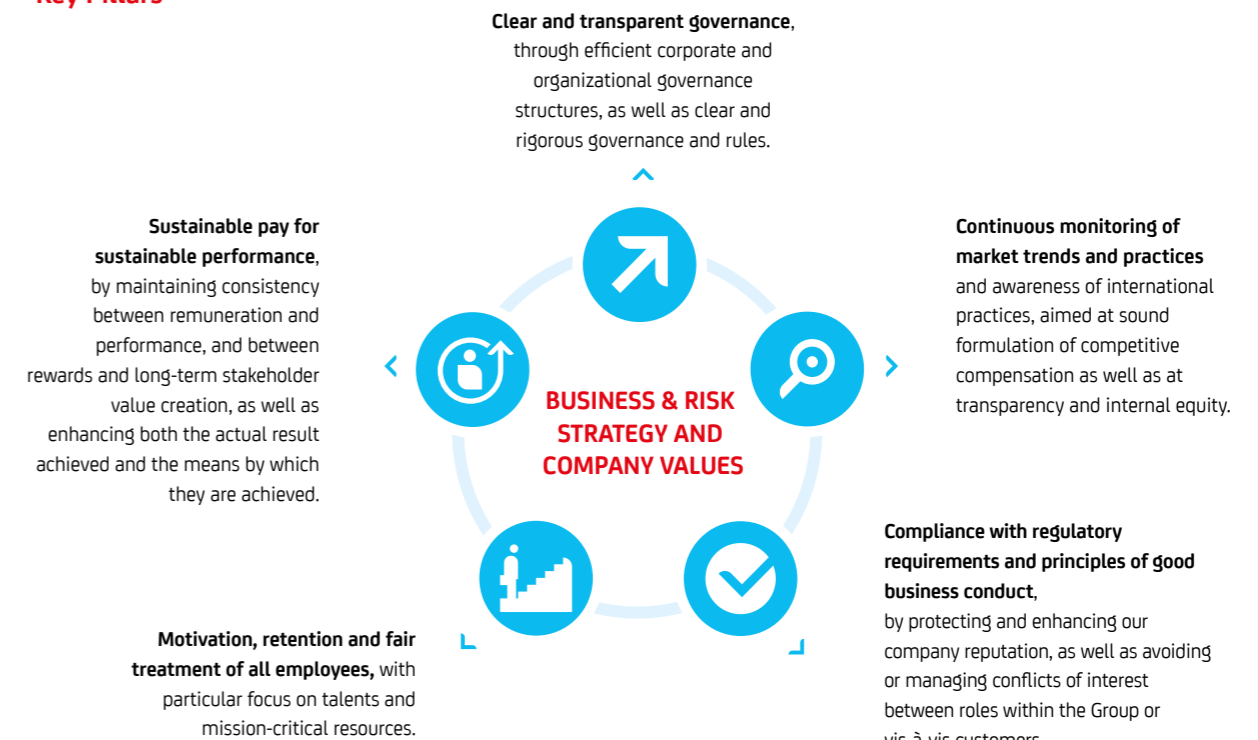 Key Pillars
Clear and transparent governance,
through efficient corporate and
organizational governance
structures, as well as clear and
rigorous governance and rules.
Sustainable pay for
sustainable performance,
by maintaining consistency
between remuneration and
performance, and between
rewards and long-term stakeholder
value creation, as well as
enhancing both the actual result
achieved and the means by which
they are achieved.
Continuous monitoring of
market trends and practices
and awareness of international
practices, aimed at sound
formulation of competitive
compensation as well as at
transparency and internal equity.
BUSINESS & RISK
STRATEGY AND
COMPANY VALUES
Motivation, retention and fair
treatment of all employees, with
particular focus on talents and
mission-critical resources.
Compliance with regulatory
requirements and principles of good
business conduct,
by protecting and enhancing our
company reputation, as well as avoiding
or managing conflicts of interest
between roles within the Group or
vis-à-vis customers